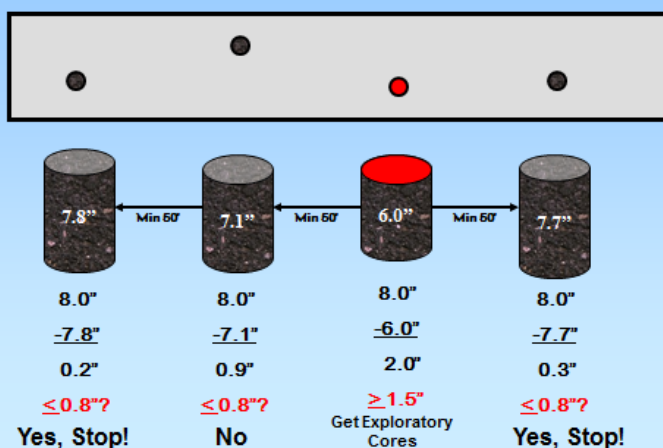 7.8” Min 50' 7.1” Min 50' 6.0” Min 50' 7.7”
8.0" 8.0" 8.0" 8.0"
-7.8" -7.1" -6.0" -7.7"
0.2" 0.9" 2.0" 0.3"
≤0.8"? ≤0.8"? ≥1.5" ≤0.8"?
Yes, Stop! No Get Exploratory Yes, Stop!
Cores